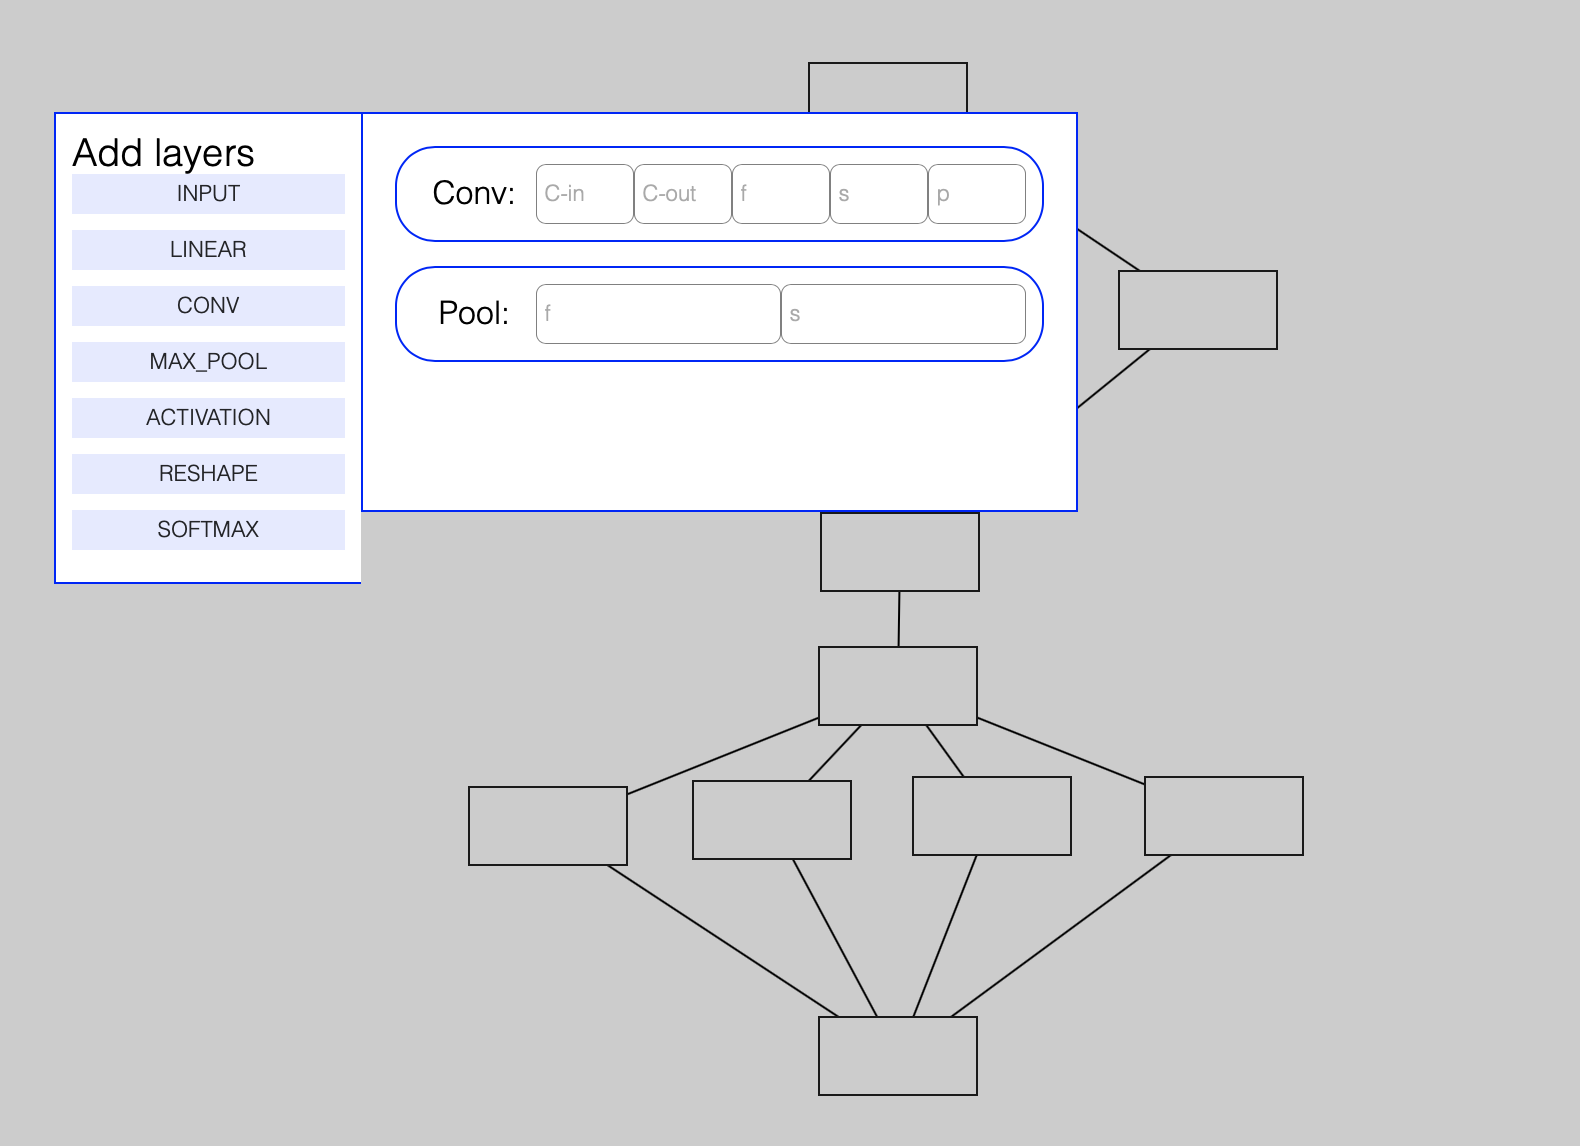 Add layers
INPUT
LINEAR
CONV
MAX_POOL
ACTIVATION
RESHAPE
SOFTMAX
Conv: C-in C-out f s p
Pool: f s